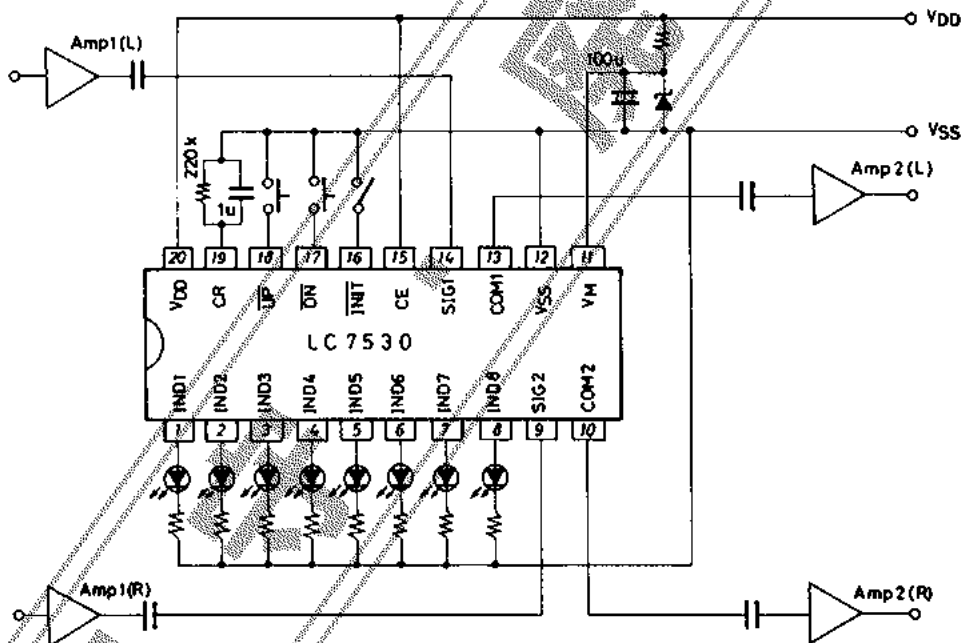 VDD
Amp1(L)
100u
VSS
220k
1u
Amp2(L)
20 19 18 17 16 15 14 13 12 11
VDD CR UP DN INIT CE SIG1 COM1 VSS VM
LC7530
IND1 IND2 IND3 IND4 IND5 IND6 IND7 IND8 SIG2 COM2
1 2 3 4 5 6 7 8 9 10
Amp1(R)
Amp2(R)